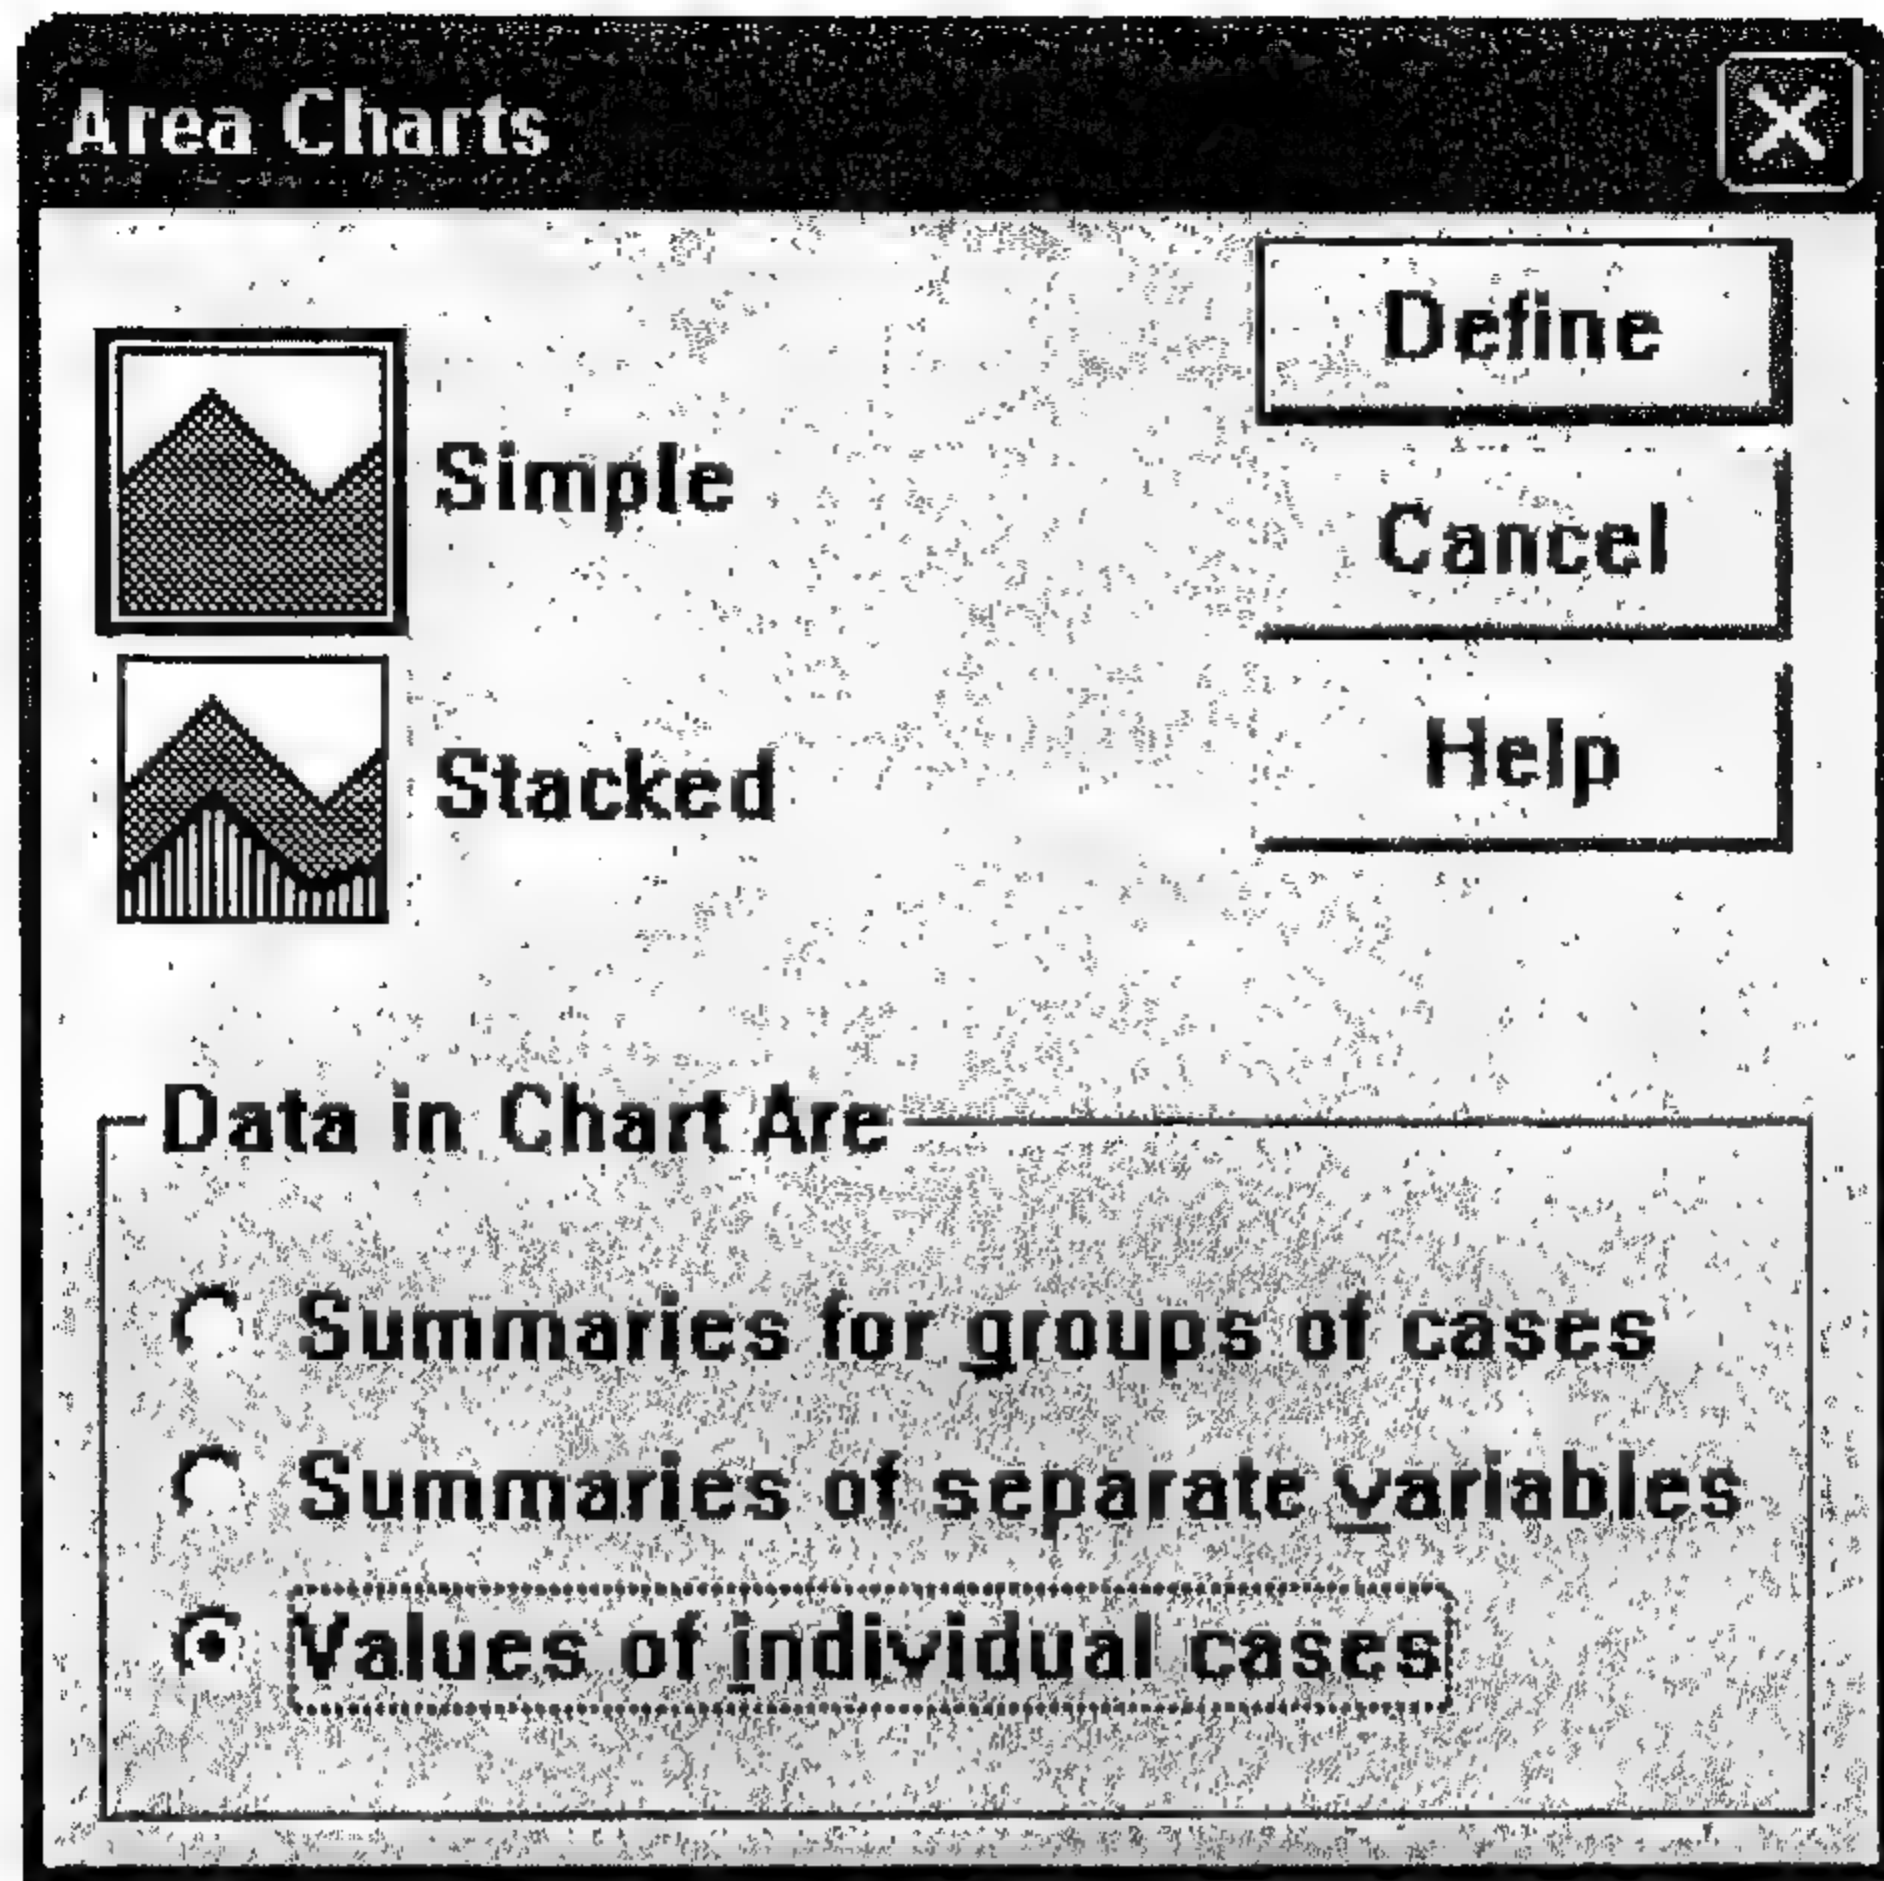 Area Charts
Define
Simple
Cancel
Help
Stacked
Data in Chart Are
Summaries for groups of cases
Summaries of separate variables
Values of individual cases